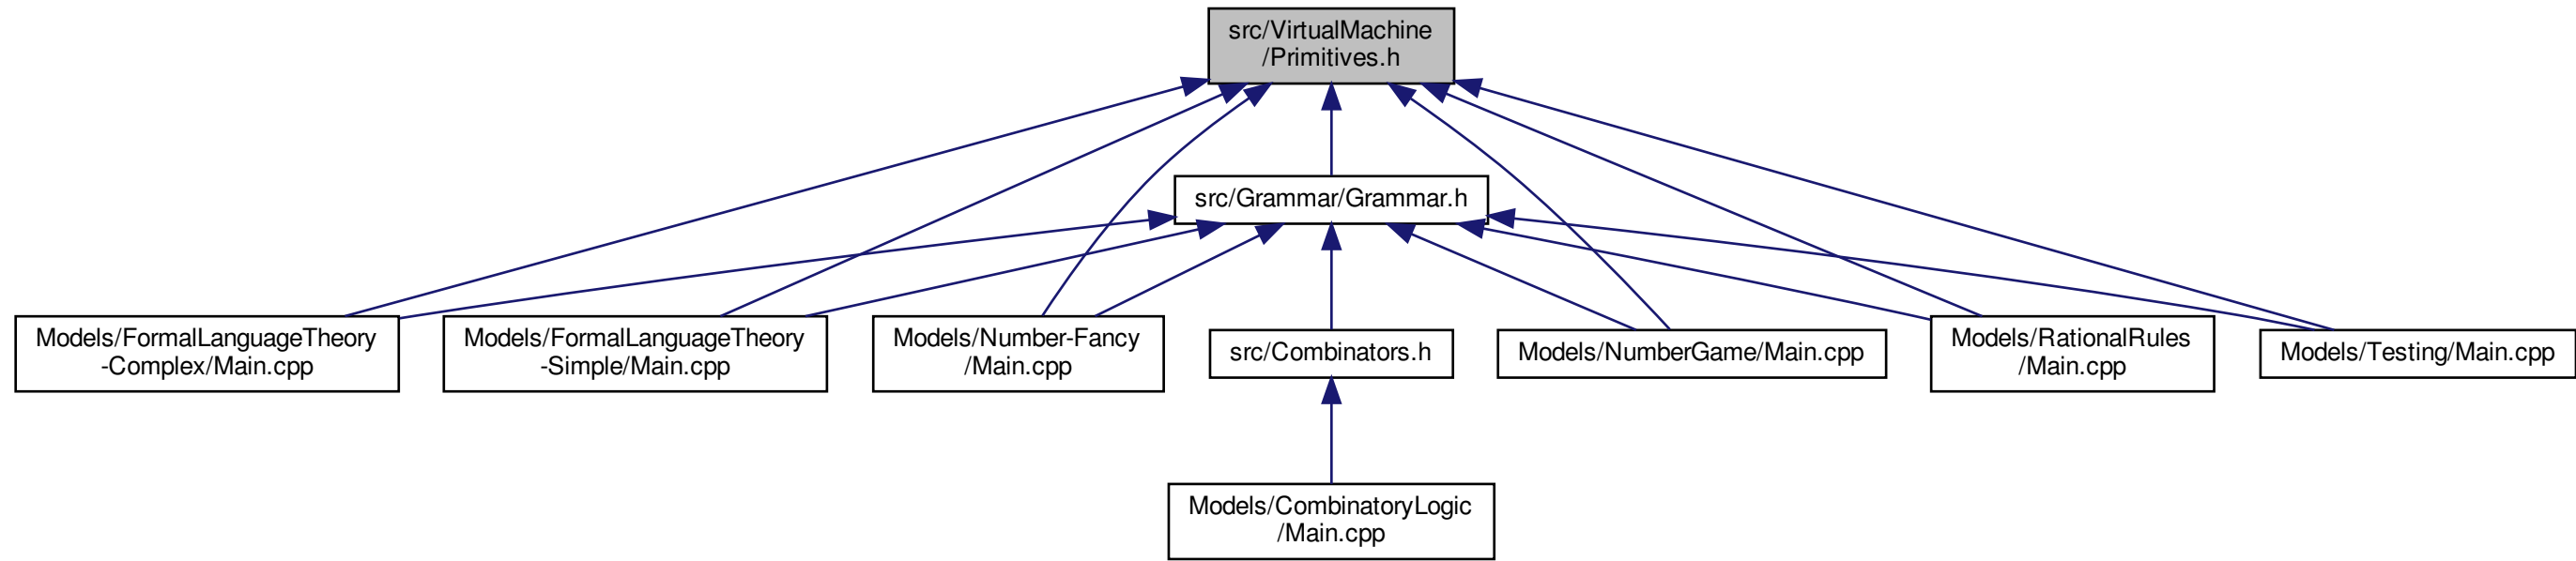 src/VirtualMachine
/Primitives.h
src/Grammar/Grammar.h
Models/FormalLanguageTheory
-Complex/Main.cpp
Models/FormalLanguageTheory
-Simple/Main.cpp
Models/Number-Fancy
/Main.cpp
src/Combinators.h
Models/NumberGame/Main.cpp
Models/RationalRules
/Main.cpp
Models/Testing/Main.cpp
Models/CombinatoryLogic
/Main.cpp